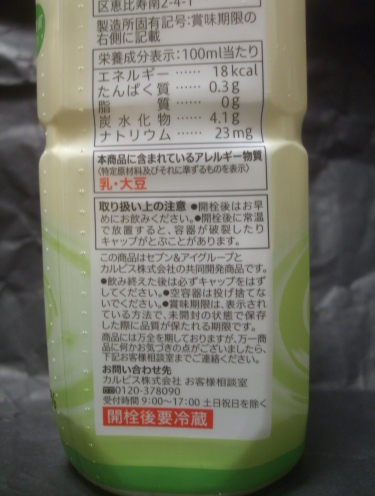 区恵比寿南2-4-1
製造所固有記号:賞味期限の
右側に記載
栄養成分表示:100ml当たり
エネルギー …… 18kcal
たんぱく質 …… 0.3g
脂質 0g
炭水化物 …… 4.1g
ナトリウム …… 23mg
本商品に含まれているアレルギー物質
(特定原材料及びそれに準ずるものを表示)
乳・大豆
取り扱い上の注意 ●開栓後はお早
めにお飲みください。●開栓後に常温
で放置すると、容器が破裂したり
キャップがとぶことがあります。
この商品はセブン&アイグループと
カルピス株式会社の共同開発商品です。
●飲み終えた後は必ずキャップをはず
してください。●空容器は投げ捨てな
いでください。●賞味期限は、表示され
ている方法で、未開封の状態で保存
した際に品質が保たれる期限です。
商品には万全を期しておりますが、万一商
品に何かお気づきの点がございましたら、
下記お客様相談室までご連絡ください。
お問い合わせ先
カルピス株式会社 お客様相談室
0120-378090
受付時間 9:00〜17:00 土日祝日を除く
開栓後要冷蔵